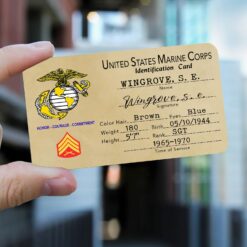 UNITED STATES MARINE CORPS
Identification Card
WINGROVE, S. E.
Name
Wingrove, S. E.
Signature
Color Hair: Brown Eyes: Blue
Weight: 180 Birth: 05/10/1944
Height: 5'7" Rank: SGT
1965-1970
Time of Service
HONOR · COURAGE · COMMITMENT